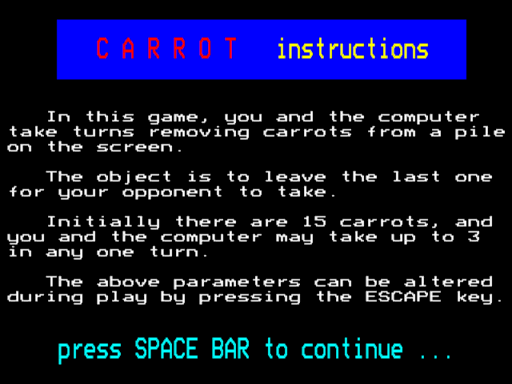 C A R R O T instructions
In this game, you and the computer
take turns removing carrots from a pile
on the screen.
The object is to leave the last one
for your opponent to take.
Initially there are 15 carrots, and
you and the computer may take up to 3
in any one turn.
The above parameters can be altered
during play by pressing the ESCAPE key.
press SPACE BAR to continue ...